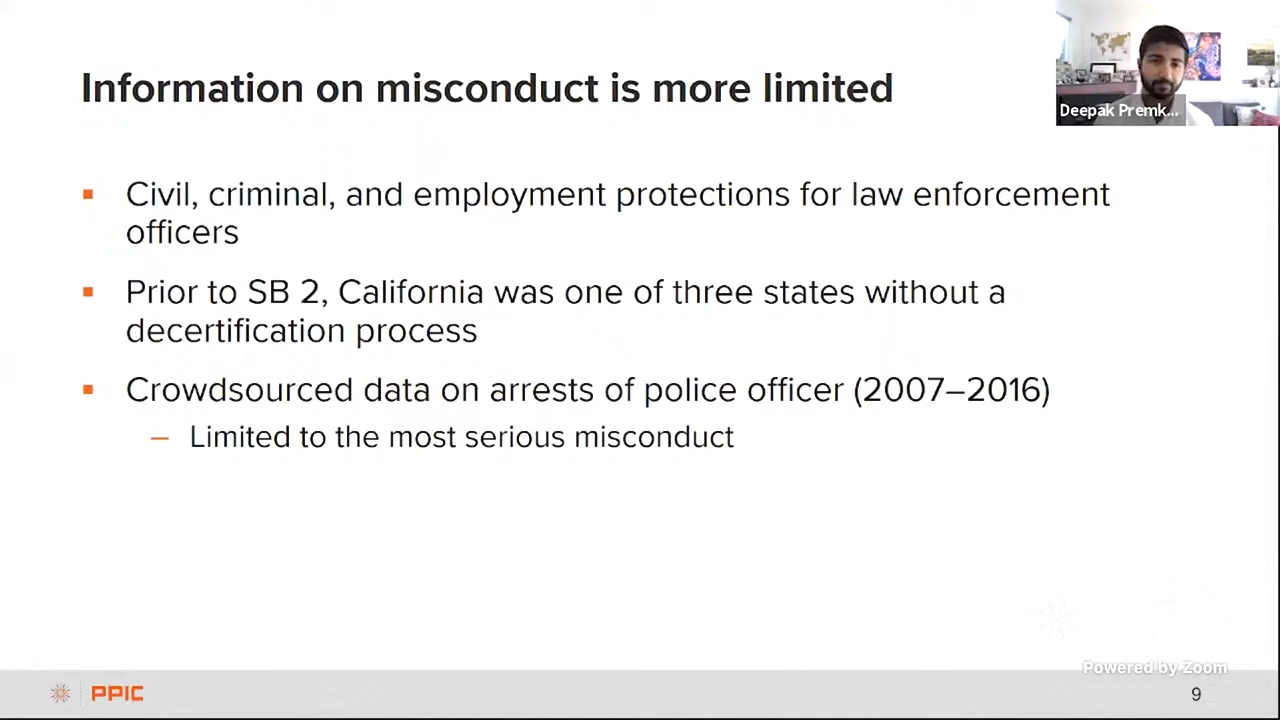 Information on misconduct is more limited
Deepak Premk...
Civil, criminal, and employment protections for law enforcement
officers
Prior to SB 2, California was one of three states without a
decertification process
Crowdsourced data on arrests of police officer (2007–2016)
– Limited to the most serious misconduct
Powered by Zoom
PPIC
9